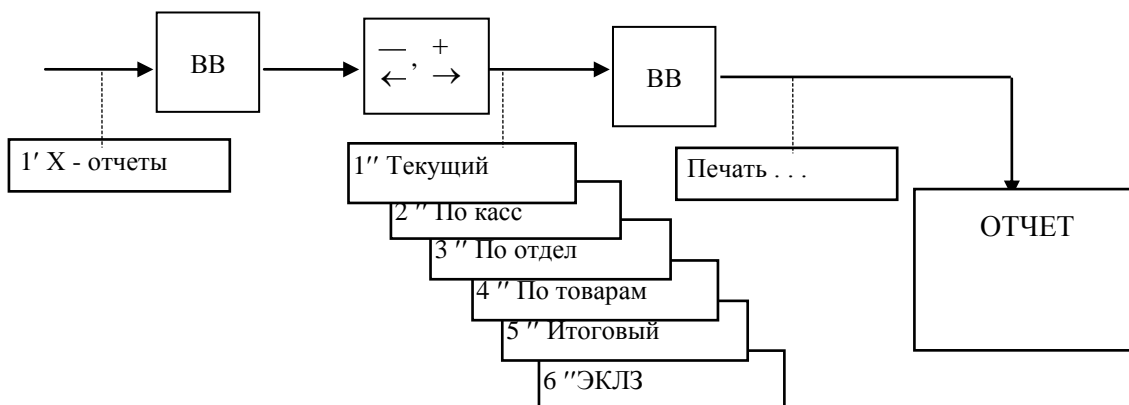 ВВ
— , +
← →
ВВ
1′ Х - отчеты
1′′ Текущий
2 ′′ По касс
3 ′′ По отдел
4 ′′ По товарам
5 ′′ Итоговый
6 ′′ЭКЛЗ
Печать . . .
ОТЧЕТ